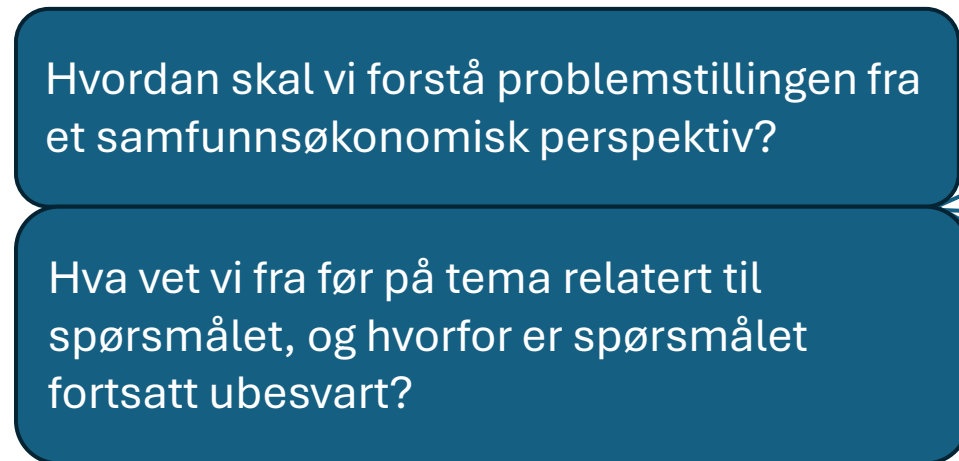 Hvordan skal vi forstå problemstillingen fra
et samfunnsøkonomisk perspektiv?
Hva vet vi fra før på tema relatert til
spørsmålet, og hvorfor er spørsmålet
fortsatt ubesvart?